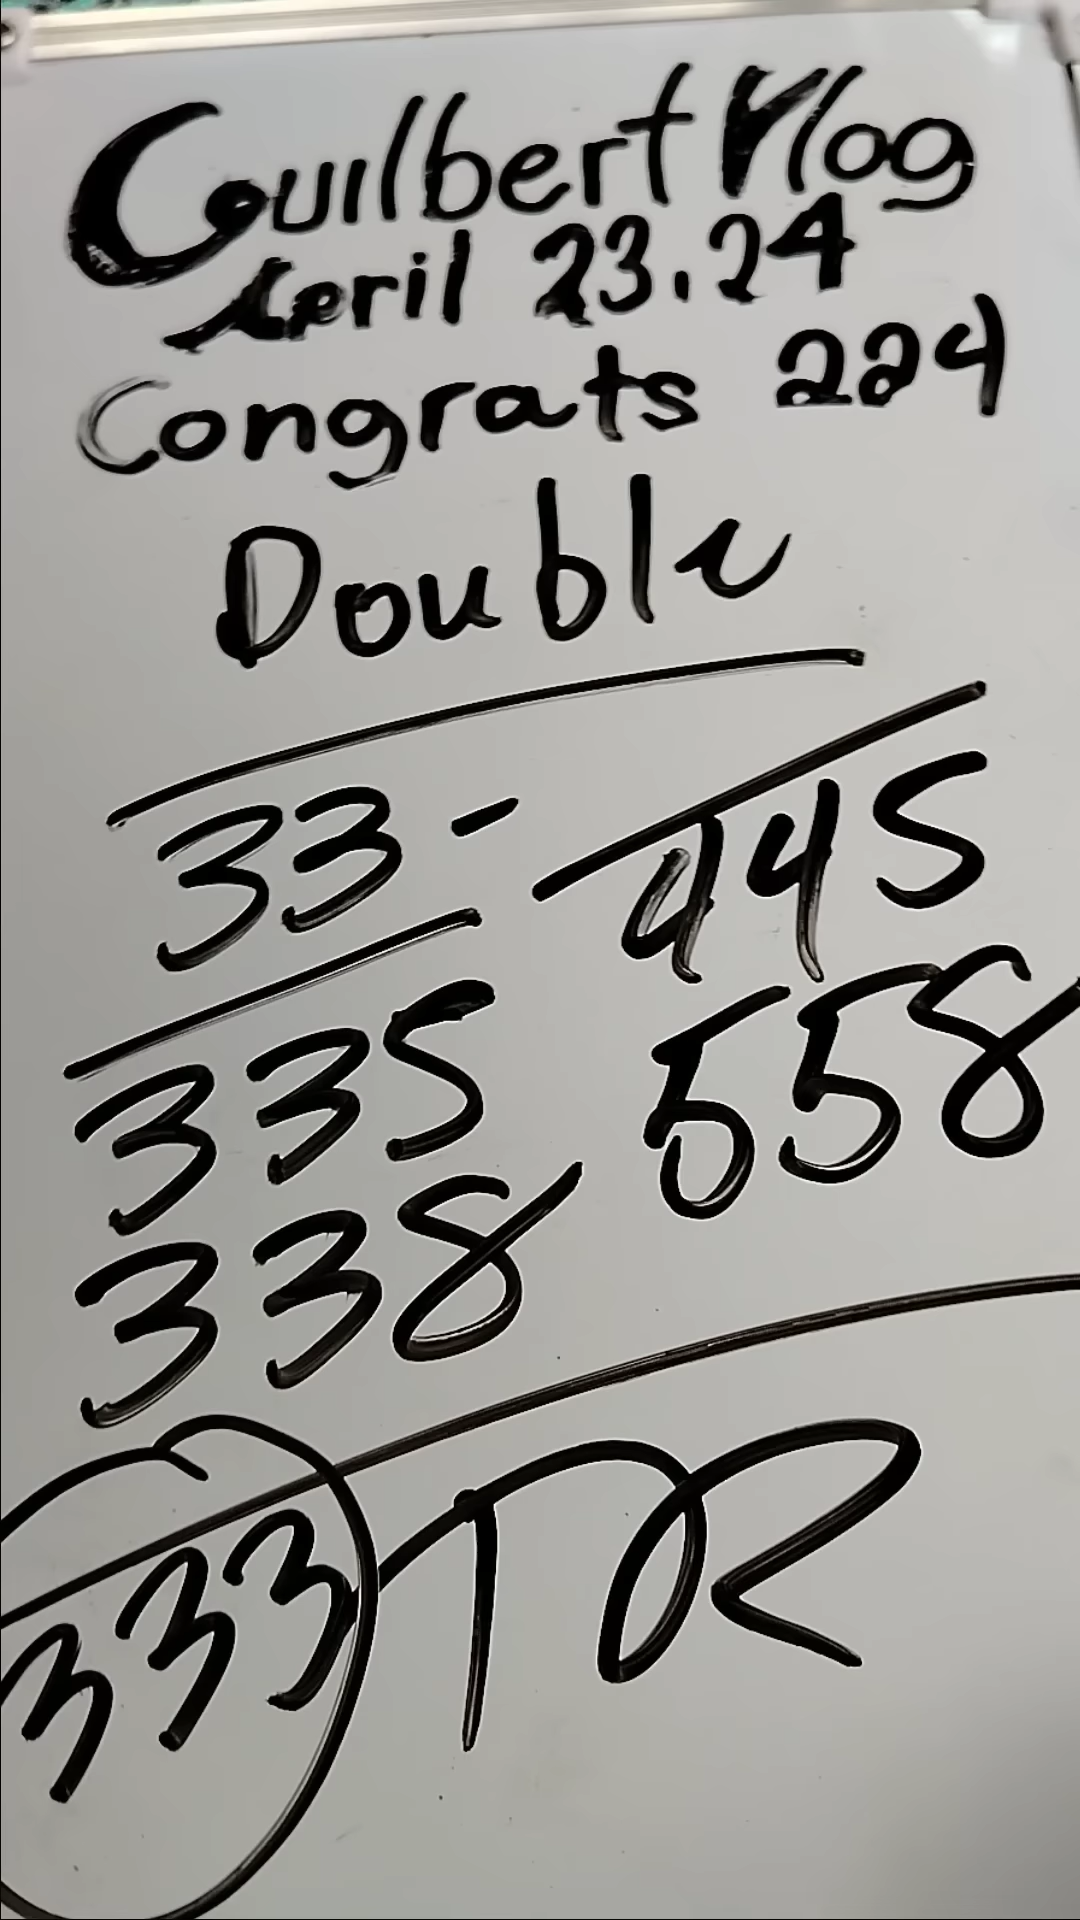 Guilbert Vlog
April 23.24
Congrats 224
Double
33- 445
335 558
338
333 TR